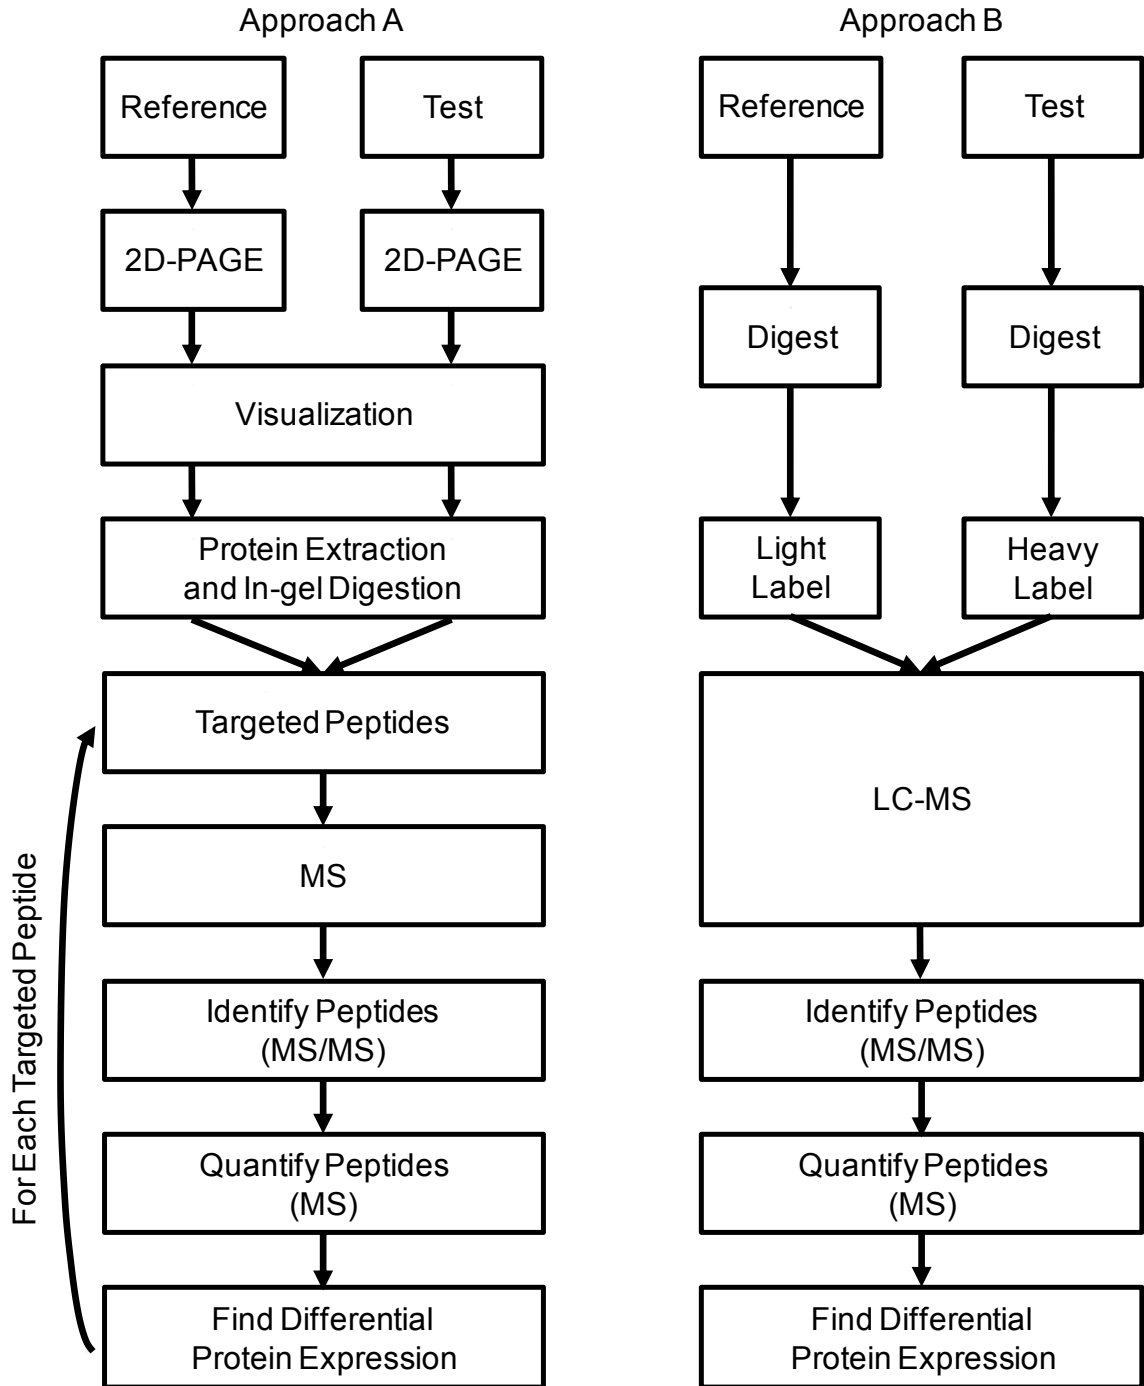 Approach A
Reference
Test
2D-PAGE
2D-PAGE
Visualization
Protein Extraction
and In-gel Digestion
Targeted Peptides
MS
Identify Peptides
(MS/MS)
Quantify Peptides
(MS)
Find Differential
Protein Expression
For Each Targeted Peptide
Approach B
Reference
Test
Digest
Digest
Light
Label
Heavy
Label
LC-MS
Identify Peptides
(MS/MS)
Quantify Peptides
(MS)
Find Differential
Protein Expression